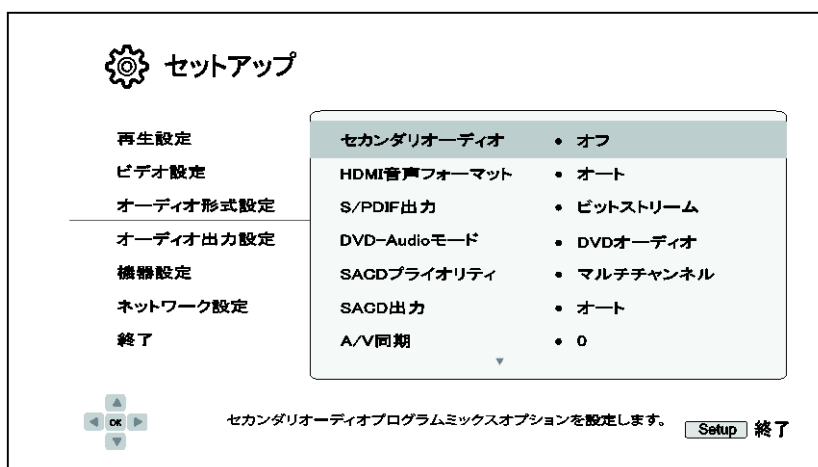 セットアップ
再生設定
ビデオ設定
オーディオ形式設定
オーディオ出力設定
機器設定
ネットワーク設定
終了
セカンダリオーディオ • オフ
HDMI音声フォーマット • オート
S/PDIF出力 • ビットストリーム
DVD-Audioモード • DVDオーディオ
SACDプライオリティ • マルチチャンネル
SACD出力 • オート
A/V同期 • 0
OK
セカンダリオーディオプログラムミックスオプションを設定します。
Setup 終了